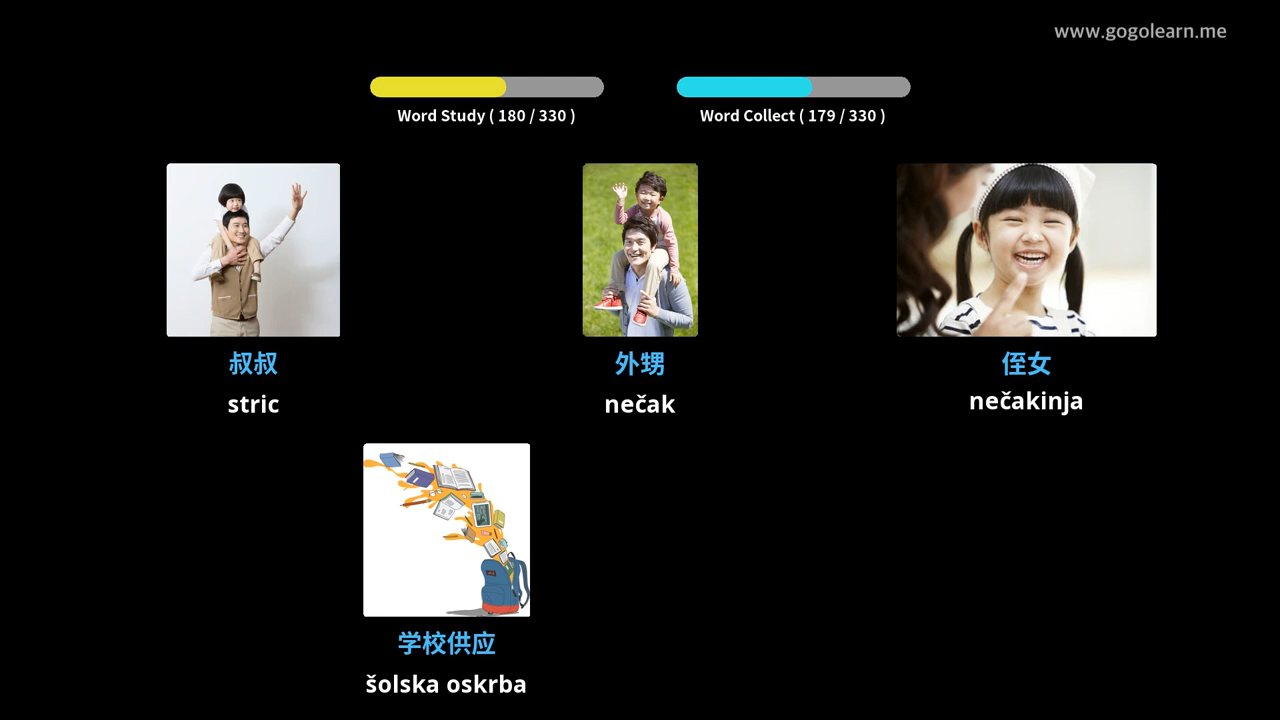 www.gogolearn.me
Word Study ( 180 / 330 )
Word Collect ( 179 / 330 )
叔叔
stric
外甥
nečak
侄女
nečakinja
学校供应
šolska oskrba